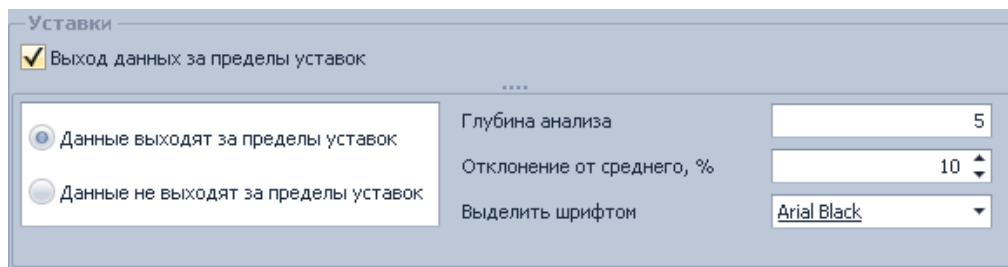 Уставки
Выход данных за пределы уставок
Данные выходят за пределы уставок
Данные не выходят за пределы уставок
Глубина анализа 5
Отклонение от среднего, % 10
Выделить шрифтом Arial Black